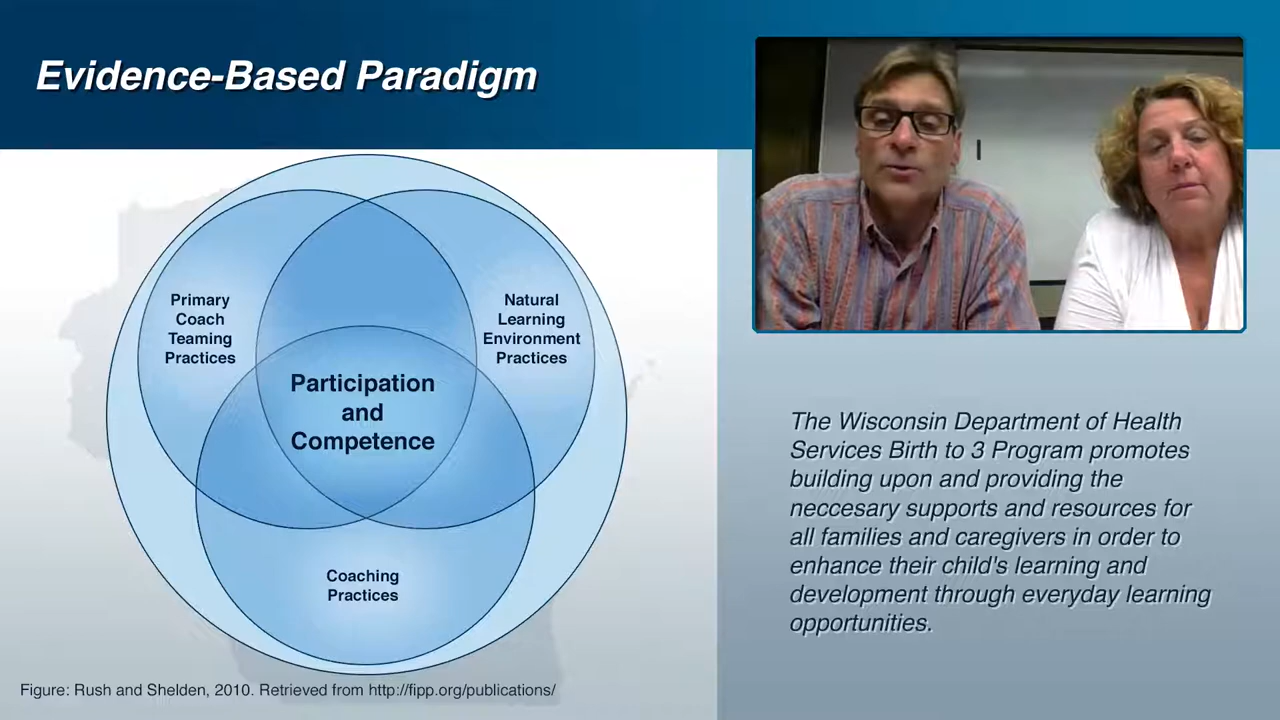 Evidence-Based Paradigm
Primary
Coach
Teaming
Practices
Natural
Learning
Environment
Practices
Participation
and
Competence
Coaching
Practices
The Wisconsin Department of Health
Services Birth to 3 Program promotes
building upon and providing the
neccesary supports and resources for
all families and caregivers in order to
enhance their child's learning and
development through everyday learning
opportunities.
Figure: Rush and Shelden, 2010. Retrieved from http://fipp.org/publications/